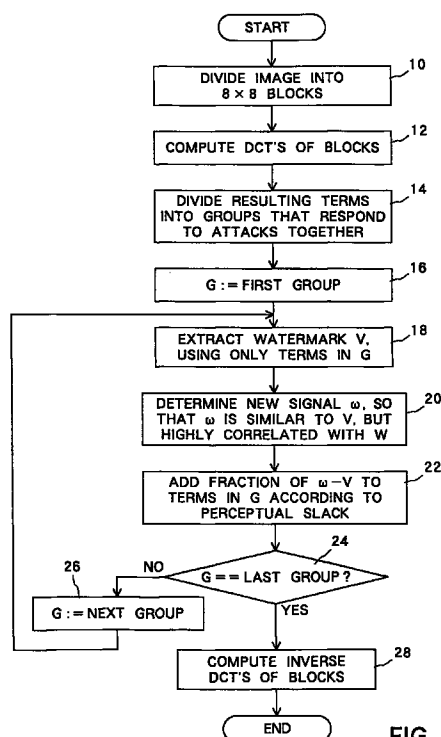 START
10
DIVIDE IMAGE INTO
8 × 8 BLOCKS
12
COMPUTE DCT'S OF BLOCKS
14
DIVIDE RESULTING TERMS
INTO GROUPS THAT RESPOND
TO ATTACKS TOGETHER
16
G := FIRST GROUP
18
EXTRACT WATERMARK V,
USING ONLY TERMS IN G
20
DETERMINE NEW SIGNAL ω, SO
THAT ω IS SIMILAR TO V, BUT
HIGHLY CORRELATED WITH W
22
ADD FRACTION OF ω-V TO
TERMS IN G ACCORDING TO
PERCEPTUAL SLACK
24
G == LAST GROUP?
NO
26
G := NEXT GROUP
YES
28
COMPUTE INVERSE
DCT'S OF BLOCKS
END
FIG